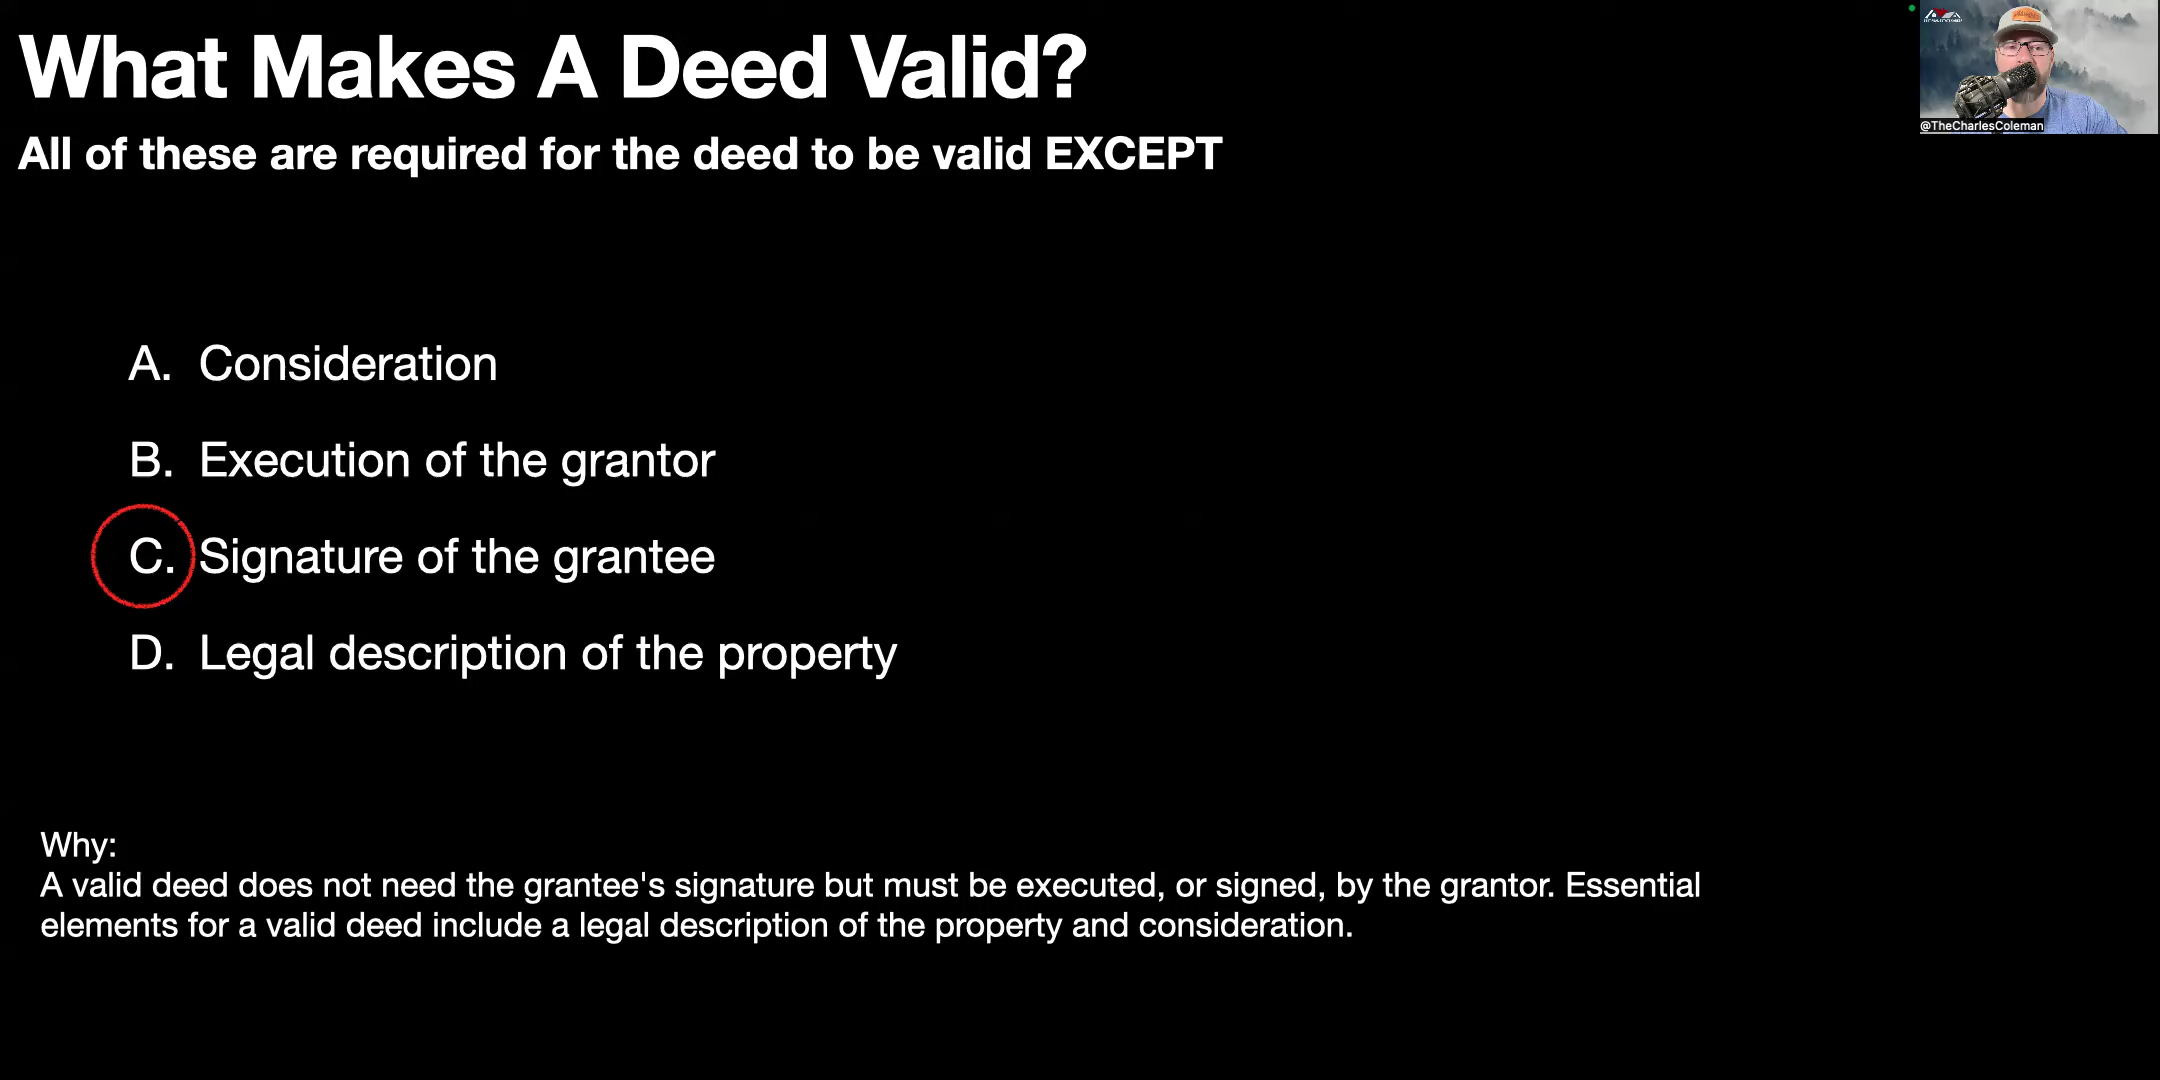 What Makes A Deed Valid?
All of these are required for the deed to be valid EXCEPT
@TheCharlesColeman
A. Consideration
B. Execution of the grantor
C. Signature of the grantee
D. Legal description of the property
Why:
A valid deed does not need the grantee's signature but must be executed, or signed, by the grantor. Essential
elements for a valid deed include a legal description of the property and consideration.